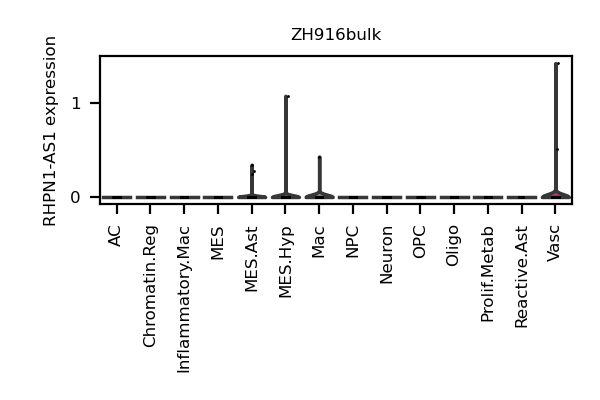 ZH916bulk
RHPN1-AS1 expression
1
0
AC
Chromatin.Reg
Inflammatory.Mac
MES
MES.Ast
MES.Hyp
Mac
NPC
Neuron
OPC
Oligo
Prolif.Metab
Reactive.Ast
Vasc